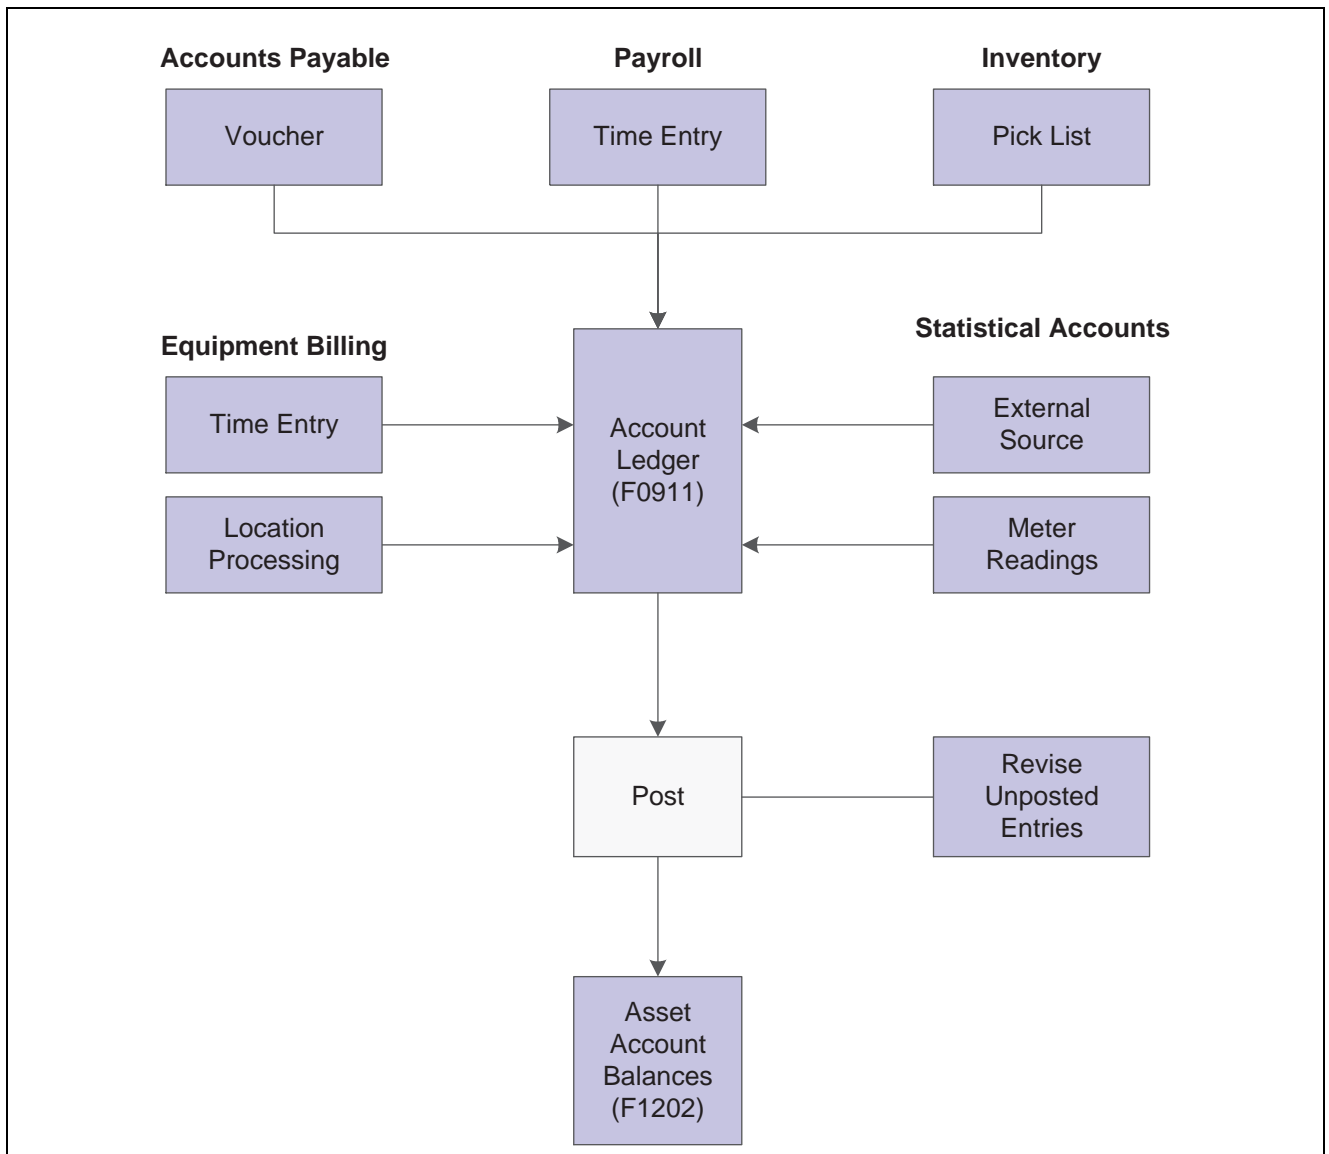 Accounts Payable
Payroll
Inventory
Voucher
Time Entry
Pick List
Equipment Billing
Statistical Accounts
Time Entry
Location
Processing
Account
Ledger
(F0911)
External
Source
Meter
Readings
Post
Revise
Unposted
Entries
Asset
Account
Balances
(F1202)